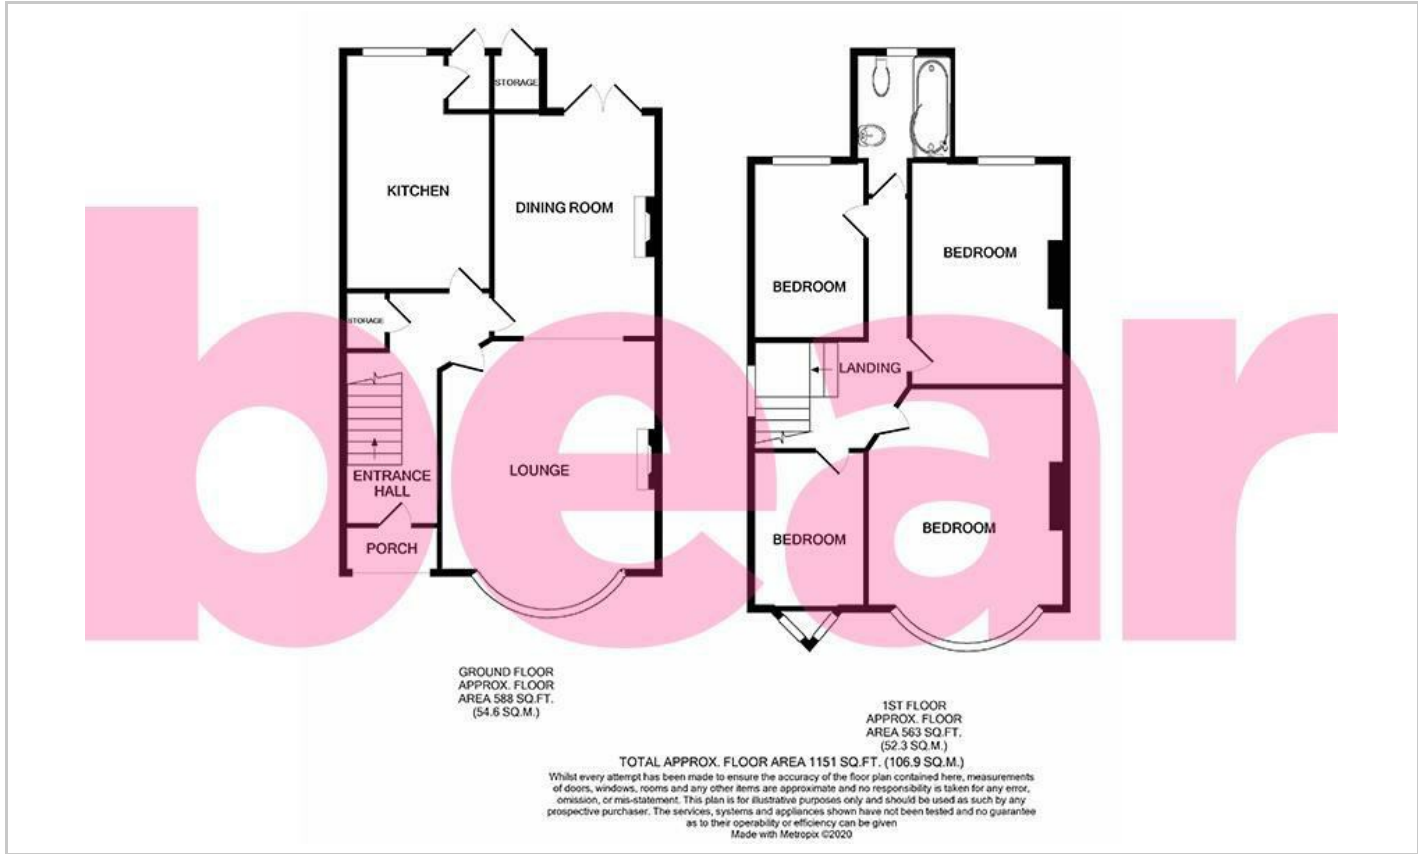 STORAGE
KITCHEN
DINING ROOM
STORAGE
ENTRANCE
HALL
LOUNGE
PORCH
GROUND FLOOR
APPROX. FLOOR
AREA 588 SQ.FT.
(54.6 SQ.M.)
BEDROOM
BEDROOM
LANDING
BEDROOM
BEDROOM
1ST FLOOR
APPROX. FLOOR
AREA 563 SQ.FT.
(52.3 SQ.M.)
bear
TOTAL APPROX. FLOOR AREA 1151 SQ.FT. (106.9 SQ.M.)
Whilst every attempt has been made to ensure the accuracy of the floor plan contained here, measurements
of doors, windows, rooms and any other items are approximate and no responsibility is taken for any error,
omission, or mis-statement. This plan is for illustrative purposes only and should be used as such by any
prospective purchaser. The services, systems and appliances shown have not been tested and no guarantee
as to their operability or efficiency can be given
Made with Metropix ©2020